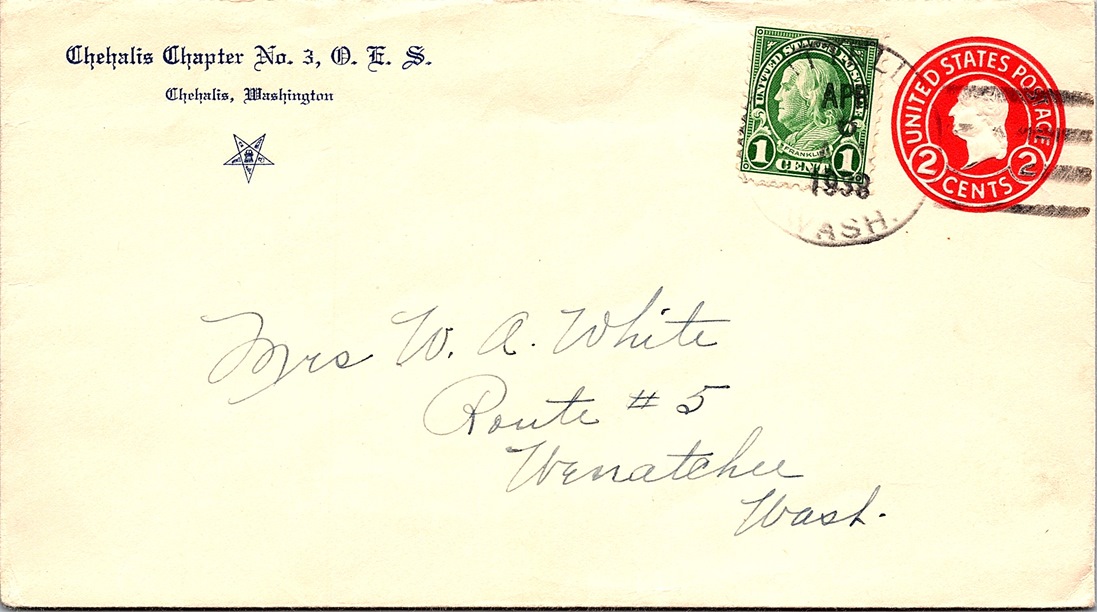 Chehalis Chapter No. 3, O. E. S.
Chehalis, Washington
UNITED STATES POSTAGE
FRANKLIN
1 CENT 1
APR
1938
WASH.
UNITED STATES POSTAGE
2 CENTS 2
Mrs W. A. White
Route # 5
Wenatchee
Wash.